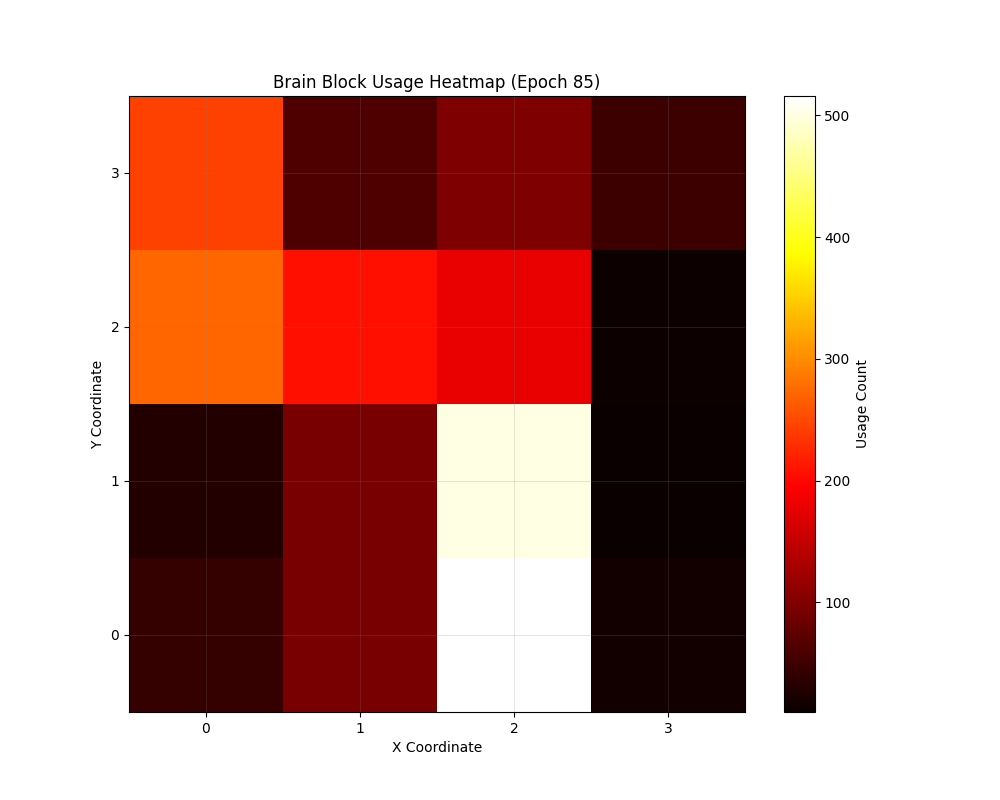 Brain Block Usage Heatmap (Epoch 85)
3
2
1
0
Y Coordinate
0 1 2 3
X Coordinate
500
400
300
200
100
Usage Count